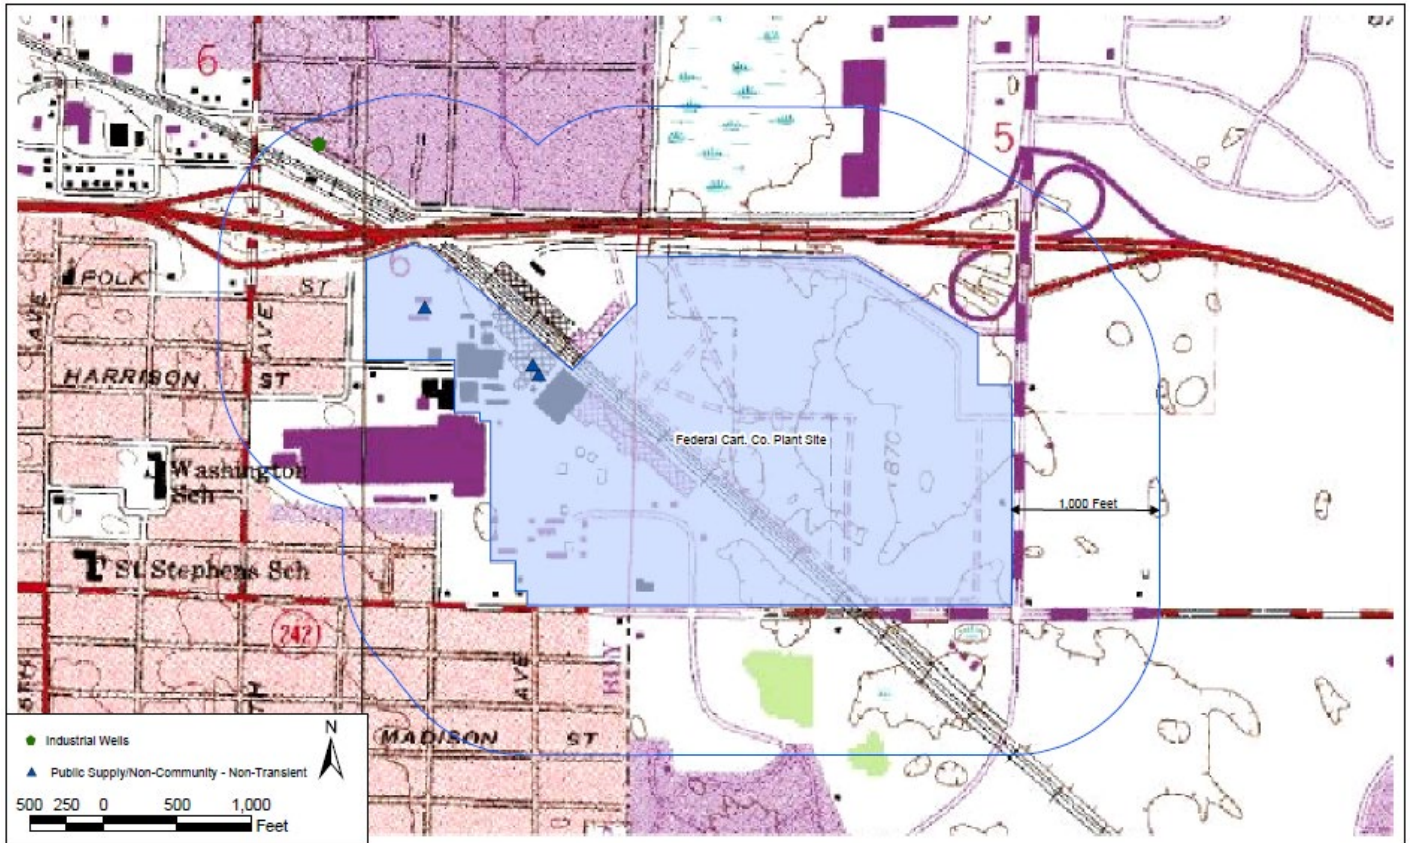 6
5
6
POLK
ST
AVE
AVE
HARRISON
ST
1870
Federal Cart. Co. Plant Site
Washington
Sch
1,000 Feet
St Stephens Sch
242
AVE
BDY
MADISON
ST
N
Industrial Wells
Public Supply/Non-Community - Non-Transient
500 250 0 500 1,000
Feet